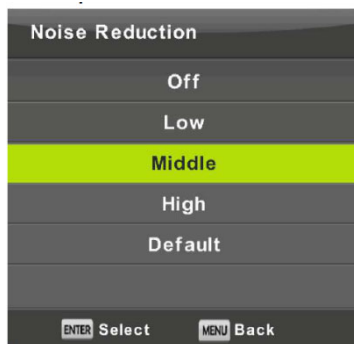 Noise Reduction
Off
Low
Middle
High
Default
ENTER Select MENU Back